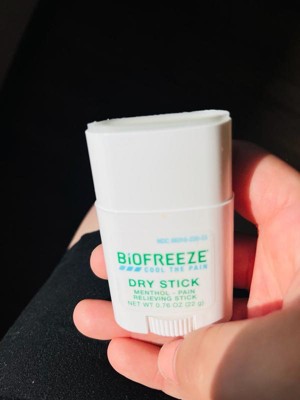 BiOFREEZE
COOL THE PAIN
DRY STICK
MENTHOL - PAIN
RELIEVING STICK
NET WT 0.76 OZ (22 g)